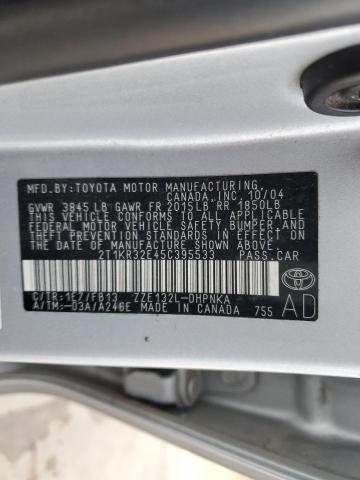 MFD.BY:TOYOTA MOTOR MANUFACTURING,
CANADA, INC. 10/04
GVWR 3845 LB GAWR FR 2015LB RR 1850LB
THIS VEHICLE CONFORMS TO ALL APPLICABLE
FEDERAL MOTOR VEHICLE SAFETY, BUMPER, AND
THEFT PREVENTION STANDARDS IN EFFECT ON
THE DATE OF MANUFACTURE SHOWN ABOVE.
2T1KR32E45C395533 PASS.CAR
C/TR:1E7/FB13 ZZE132L-DHPNKA
A/TM:-03A/A246E MADE IN CANADA 755
AD
TOYOTA